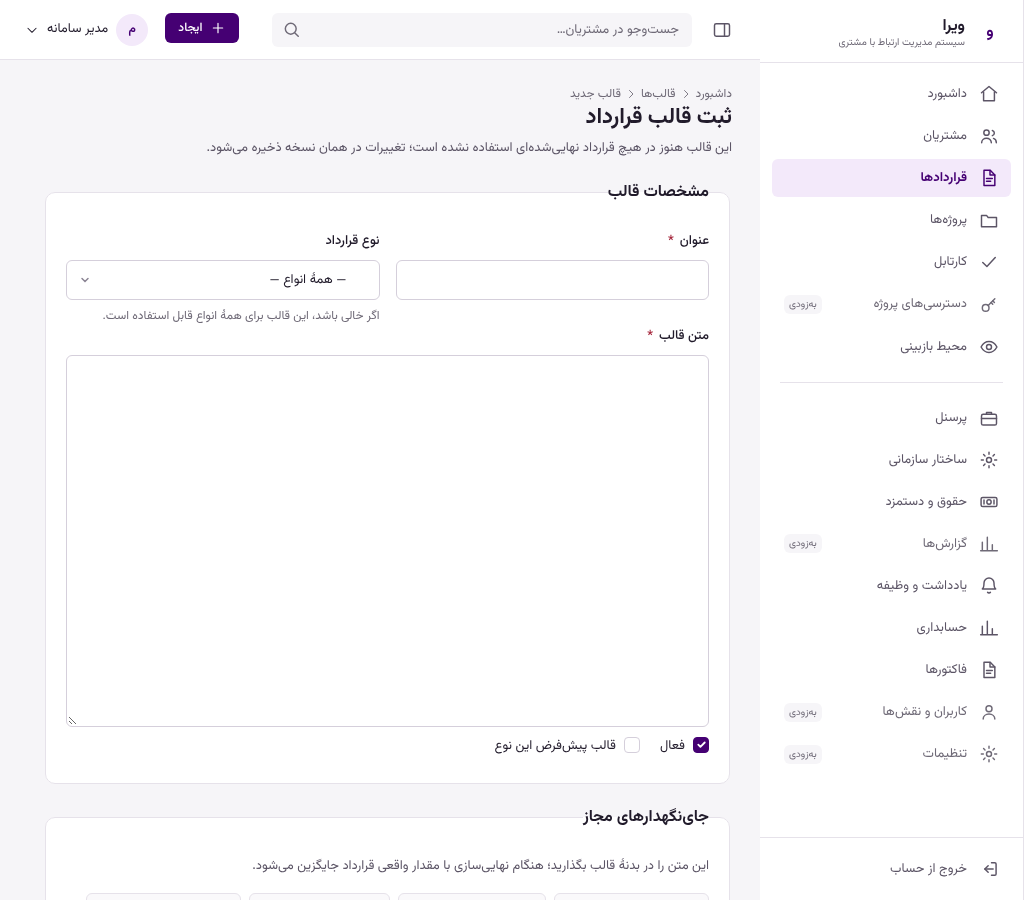 و
ویرا
سیستم مدیریت ارتباط با مشتری
داشبورد
مشتریان
قراردادها
پروژه‌ها
کارتابل
دسترسی‌های پروژه
به‌زودی
محیط بازبینی
پرسنل
ساختار سازمانی
حقوق و دستمزد
گزارش‌ها
به‌زودی
یادداشت و وظیفه
حسابداری
فاکتورها
کاربران و نقش‌ها
به‌زودی
تنظیمات
به‌زودی
خروج از حساب
جست‌وجو در مشتریان...
ایجاد
م
مدیر سامانه
داشبورد
قالب‌ها
قالب جدید
ثبت قالب قرارداد
این قالب هنوز در هیچ قرارداد نهایی‌شده‌ای استفاده نشده است؛ تغییرات در همان نسخه ذخیره می‌شود.
مشخصات قالب
عنوان *
نوع قرارداد
— همهٔ انواع —
اگر خالی باشد، این قالب برای همهٔ انواع قابل استفاده است.
متن قالب *
فعال
قالب پیش‌فرض این نوع
جای‌نگهدارهای مجاز
این متن را در بدنهٔ قالب بگذارید؛ هنگام نهایی‌سازی با مقدار واقعی قرارداد جایگزین می‌شود.